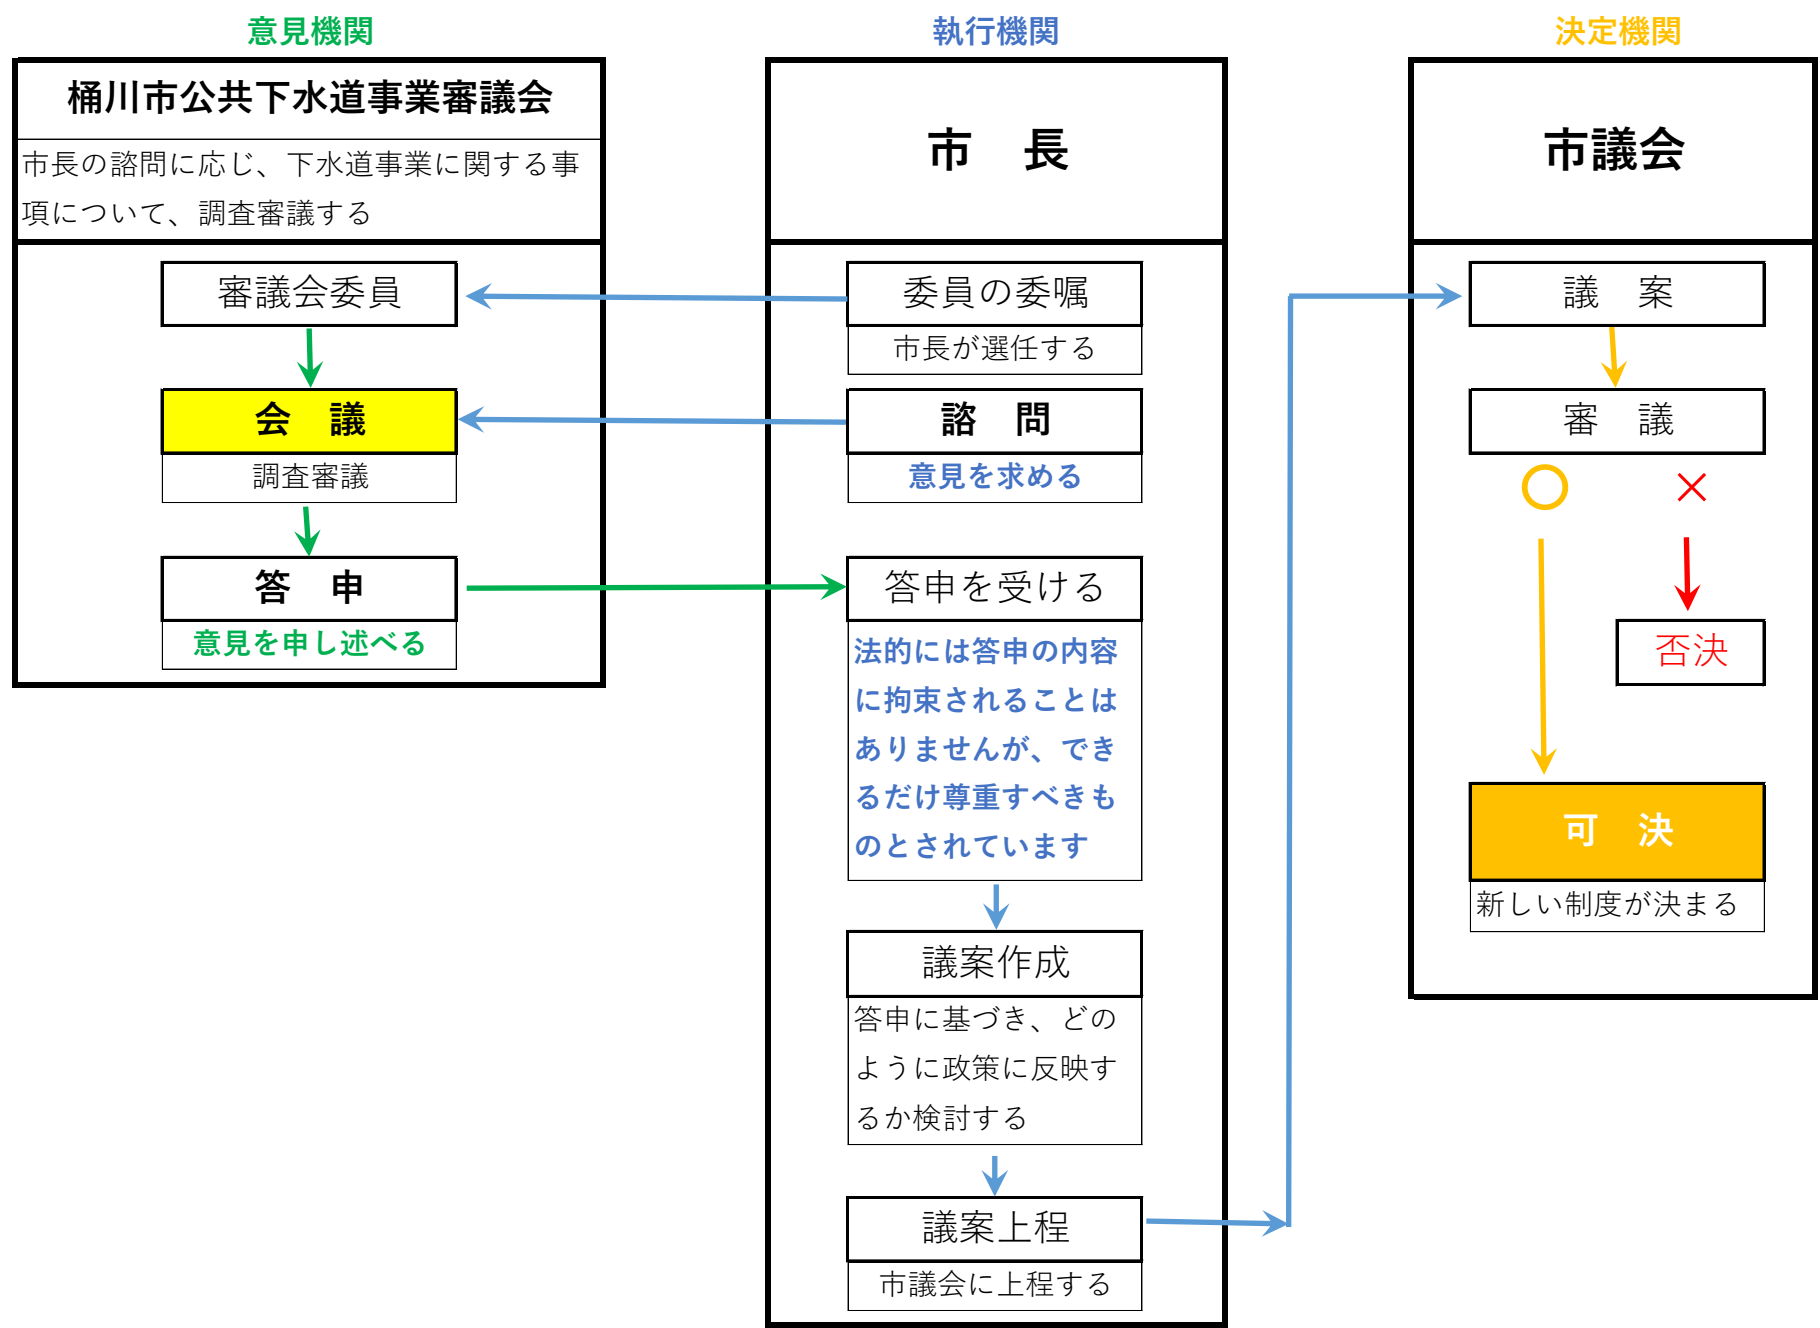 意見機関
桶川市公共下水道事業審議会
市長の諮問に応じ、下水道事業に関する事
項について、調査審議する
審議会委員
会　議
調査審議
答　申
意見を申し述べる
執行機関
市　長
委員の委嘱
市長が選任する
諮　問
意見を求める
答申を受ける
法的には答申の内容
に拘束されることは
ありませんが、でき
るだけ尊重すべきも
のとされています
議案作成
答申に基づき、どの
ように政策に反映す
るか検討する
議案上程
市議会に上程する
決定機関
市議会
議　案
審　議
○　×
否決
可　決
新しい制度が決まる